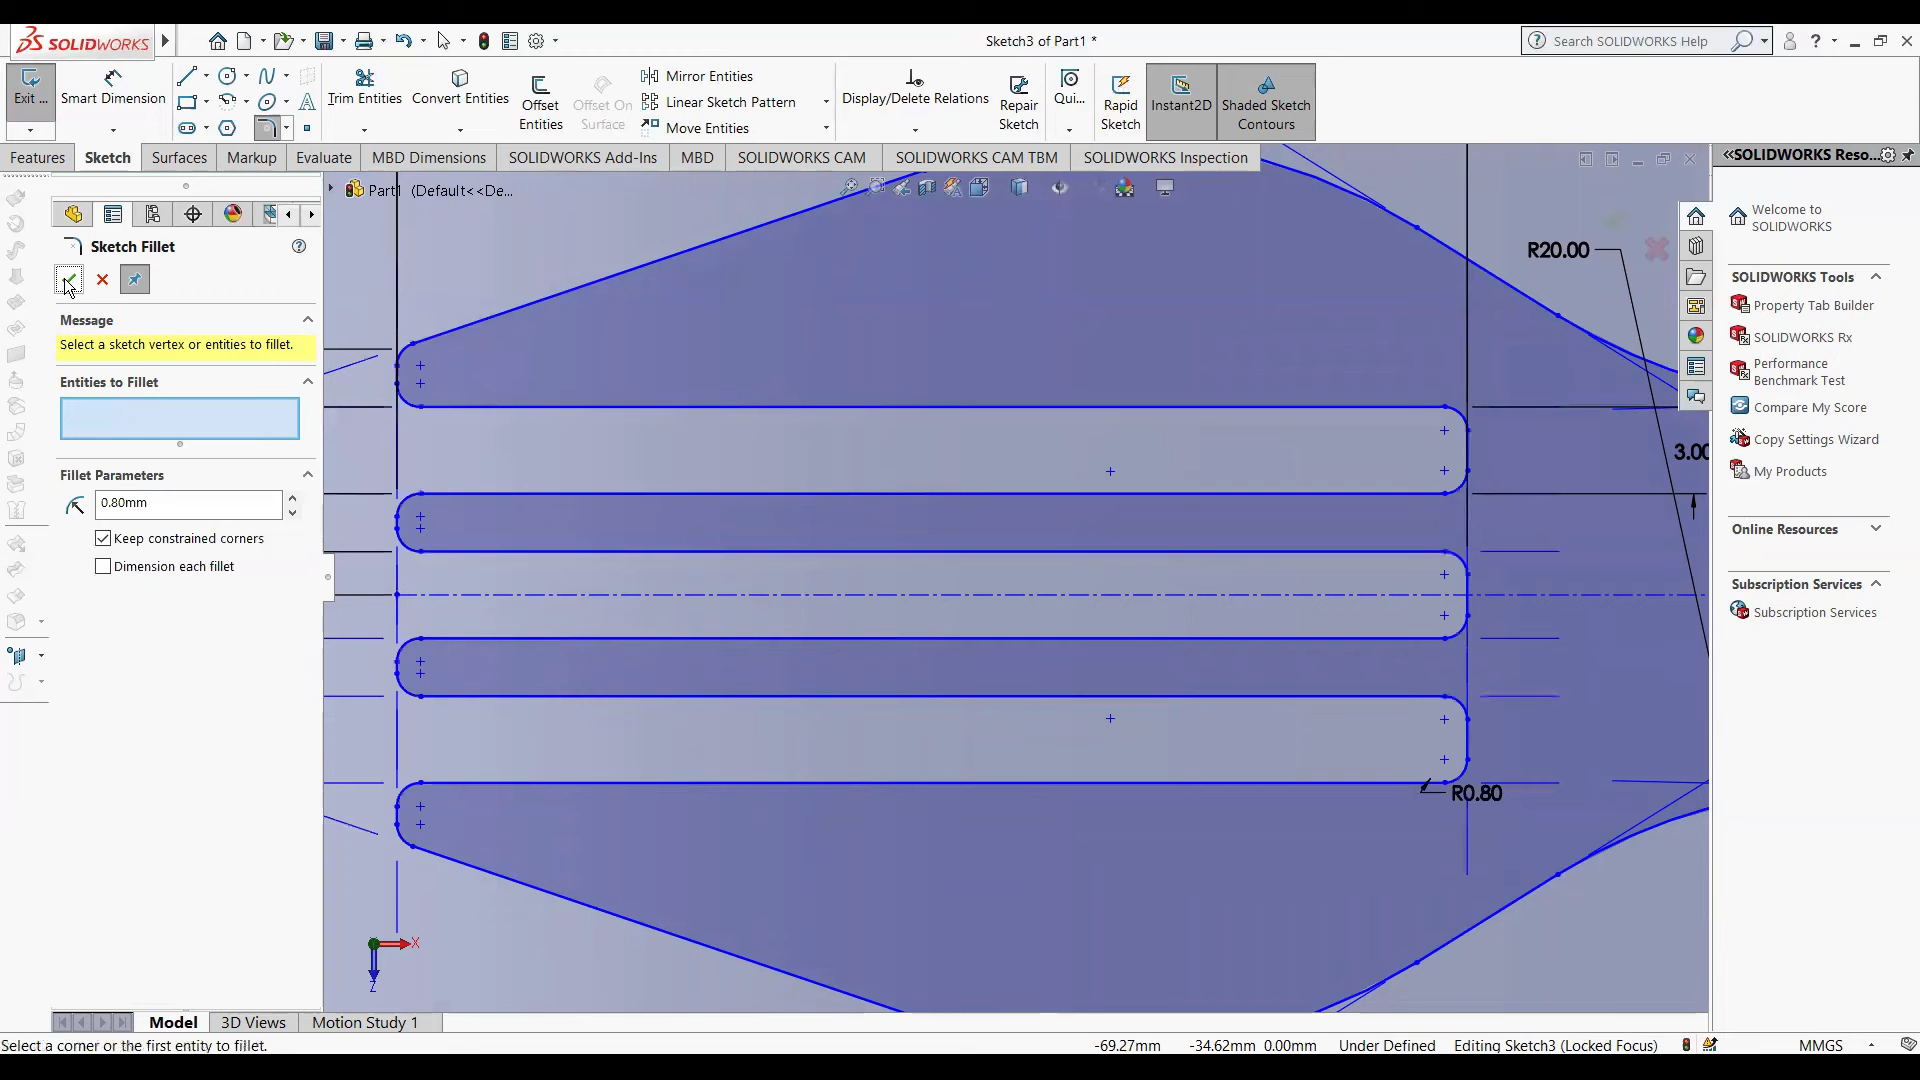 SOLIDWORKS
Sketch3 of Part1 *
Search SOLIDWORKS Help
Exit ...
Smart Dimension
Trim Entities
Convert Entities
Offset Entities
Offset On Surface
Mirror Entities
Linear Sketch Pattern
Move Entities
Display/Delete Relations
Repair Sketch
Qui...
Rapid Sketch
Instant2D
Shaded Sketch Contours
Features
Sketch
Surfaces
Markup
Evaluate
MBD Dimensions
SOLIDWORKS Add-Ins
MBD
SOLIDWORKS CAM
SOLIDWORKS CAM TBM
SOLIDWORKS Inspection
Part1 (Default<<De...
Sketch Fillet
Message
Select a sketch vertex or entities to fillet.
Entities to Fillet
Fillet Parameters
0.80mm
Keep constrained corners
Dimension each fillet
R20.00
3.00
R0.80
X
Z
SOLIDWORKS Reso...
Welcome to
SOLIDWORKS
SOLIDWORKS Tools
Property Tab Builder
SOLIDWORKS Rx
Performance
Benchmark Test
Compare My Score
Copy Settings Wizard
My Products
Online Resources
Subscription Services
Subscription Services
Model
3D Views
Motion Study 1
Select a corner or the first entity to fillet.
-69.27mm
-34.62mm 0.00mm
Under Defined
Editing Sketch3 (Locked Focus)
MMGS